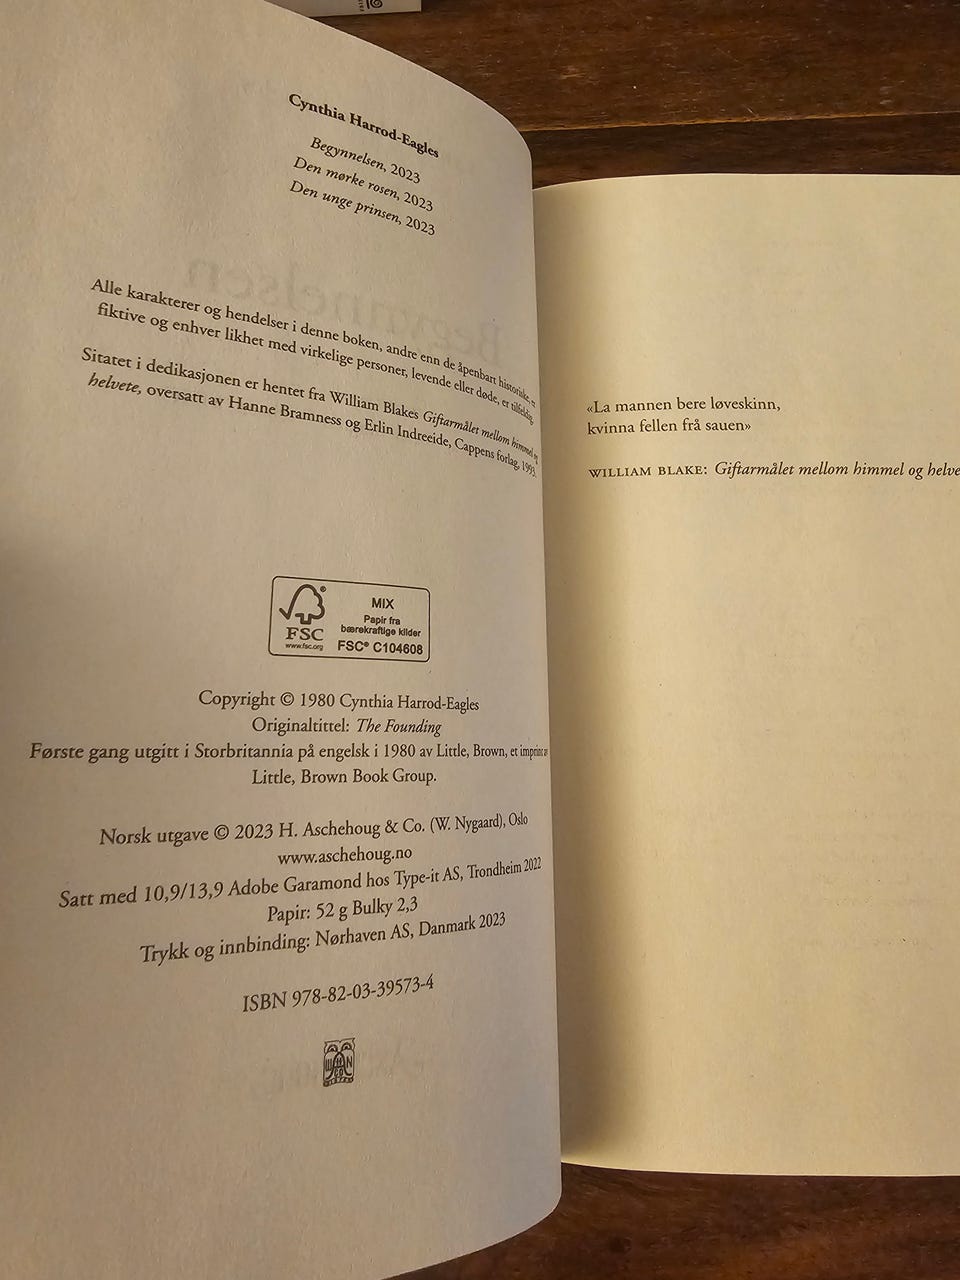 Cynthia Harrod-Eagles
Begynnelsen, 2023
Den mørke rosen, 2023
Den unge prinsen, 2023
Alle karakterer og hendelser i denne boken, andre enn de åpenbart historiske, er
fiktive og enhver likhet med virkelige personer, levende eller døde, er tilfeldig.
Sitatet i dedikasjonen er hentet fra William Blakes Giftarmålet mellom himmel og
helvete, oversatt av Hanne Bramness og Erlin Indreeide, Cappens forlag, 1993.
FSC®
www.fsc.org
MIX
Papir fra
bærekraftige kilder
FSC® C104608
Copyright © 1980 Cynthia Harrod-Eagles
Originaltittel: The Founding
Første gang utgitt i Storbritannia på engelsk i 1980 av Little, Brown, et imprint av
Little, Brown Book Group.
Norsk utgave © 2023 H. Aschehoug & Co. (W. Nygaard), Oslo
www.aschehoug.no
Satt med 10,9/13,9 Adobe Garamond hos Type-it AS, Trondheim 2022
Papir: 52 g Bulky 2,3
Trykk og innbinding: Nørhaven AS, Danmark 2023
ISBN 978-82-03-39573-4
«La mannen bere løveskinn,
kvinna fellen frå sauen»
WILLIAM BLAKE: Giftarmålet mellom himmel og helve